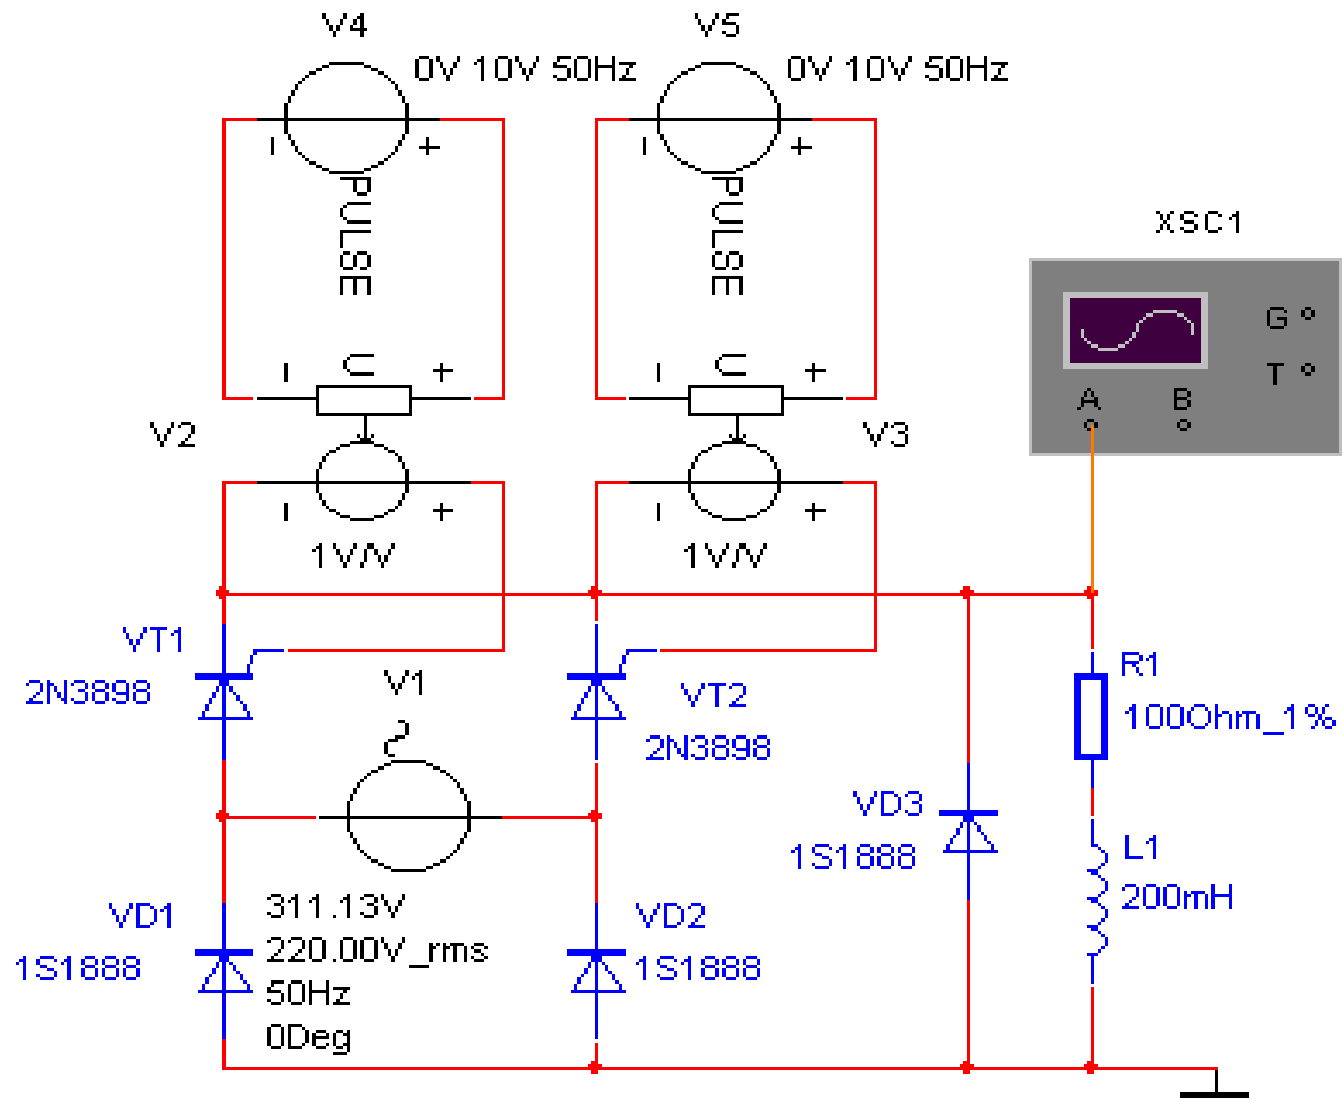 V4
V5
0V 10V 50Hz
0V 10V 50Hz
− +
− +
PULSE
PULSE
XSC1
G
T
A B
U
U
− +
− +
V2
V3
− +
− +
1V/V
1V/V
VT1
2N3898
V1
VT2
2N3898
R1
100Ohm_1%
VD3
1S1888
L1
200mH
VD1
1S1888
311.13V
220.00V_rms
50Hz
0Deg
VD2
1S1888